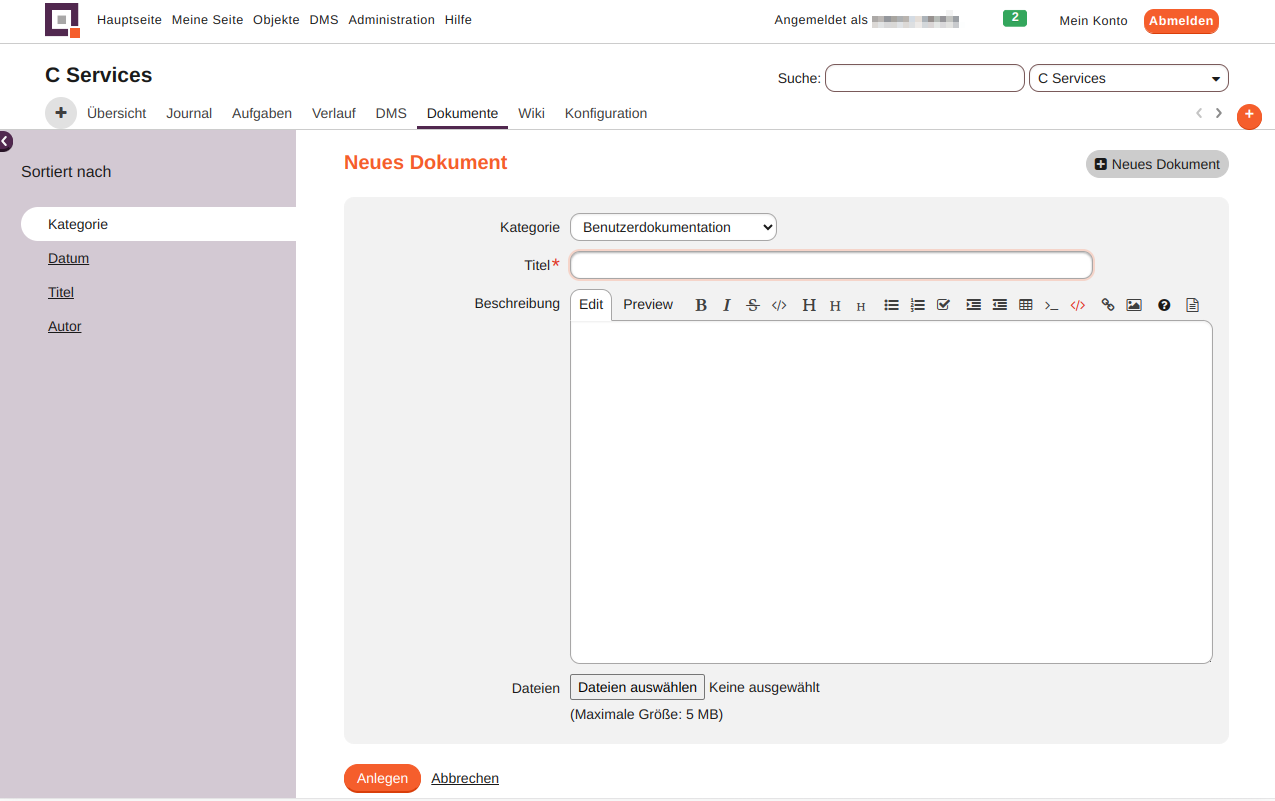 Hauptseite Meine Seite Objekte DMS Administration Hilfe
Angemeldet als
2
Mein Konto
Abmelden
C Services
Suche:
C Services
+ Übersicht Journal Aufgaben Verlauf DMS Dokumente Wiki Konfiguration
+
Sortiert nach
Kategorie
Datum
Titel
Autor
Neues Dokument
Neues Dokument
Kategorie Benutzerdokumentation
Titel*
Beschreibung Edit Preview B I S </> H H H >_ </> ?
Dateien Dateien auswählen Keine ausgewählt
(Maximale Größe: 5 MB)
Anlegen Abbrechen